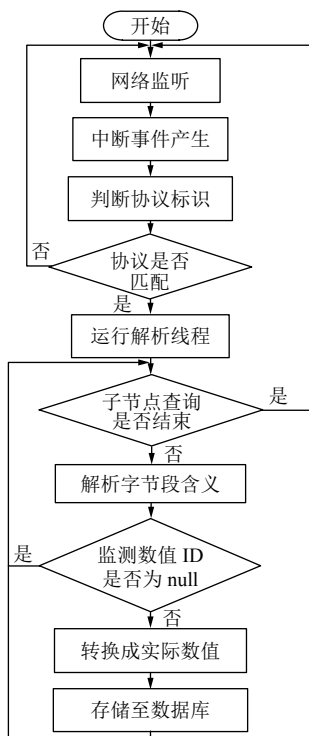 开始
网络监听
中断事件产生
判断协议标识
否
协议是否
匹配
是
运行解析线程
子节点查询
是否结束
是
否
解析字节段含义
是
监测数值 ID
是否为 null
否
转换成实际数值
存储至数据库